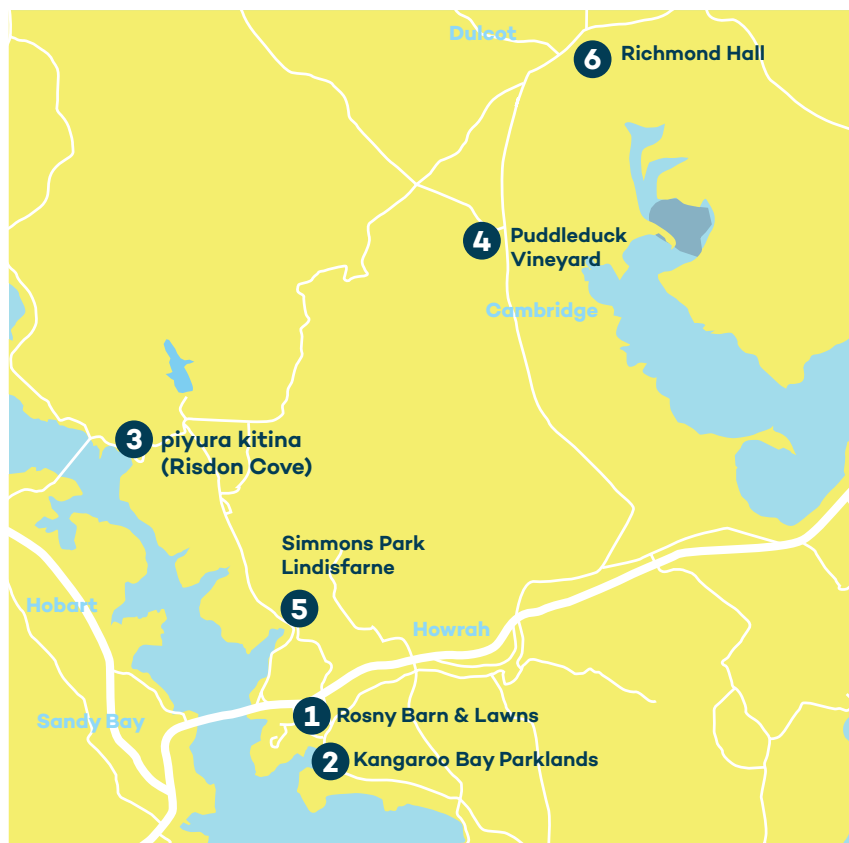 Dulcot
6 Richmond Hall
4 Puddleduck
Vineyard
Cambridge
3 piyura kitina
(Risdon Cove)
Simmons Park
Lindisfarne
5
Hobart
Howrah
Sandy Bay
1 Rosny Barn & Lawns
2 Kangaroo Bay Parklands